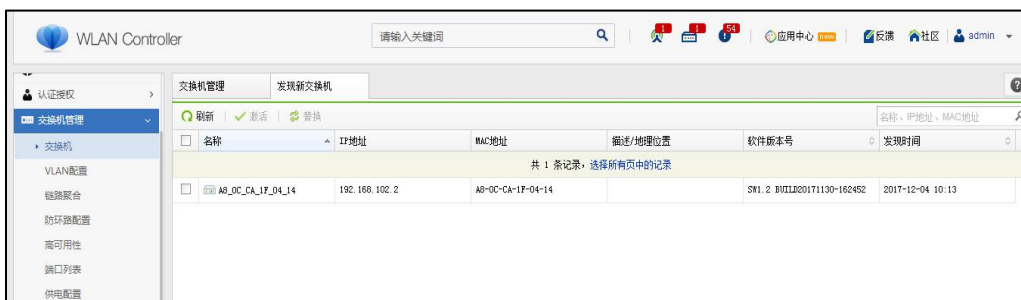 WLAN Controller 请输入关键词 1 1 54 应用中心 new 反馈 社区 admin
认证授权 交换机管理 发现新交换机
刷新 激活 替换 名称、IP地址、MAC地址
交换机管理 名称 IP地址 MAC地址 描述/地理位置 软件版本号 发现时间
交换机 共 1 条记录,选择所有页中的记录
VLAN配置
链路聚合 A8_0C_CA_1F_04_14 192.168.102.2 A8-0C-CA-1F-04-14 SW1.2 BUILD20171130-162452 2017-12-04 10:13
防环路配置
高可用性
端口列表
供电配置